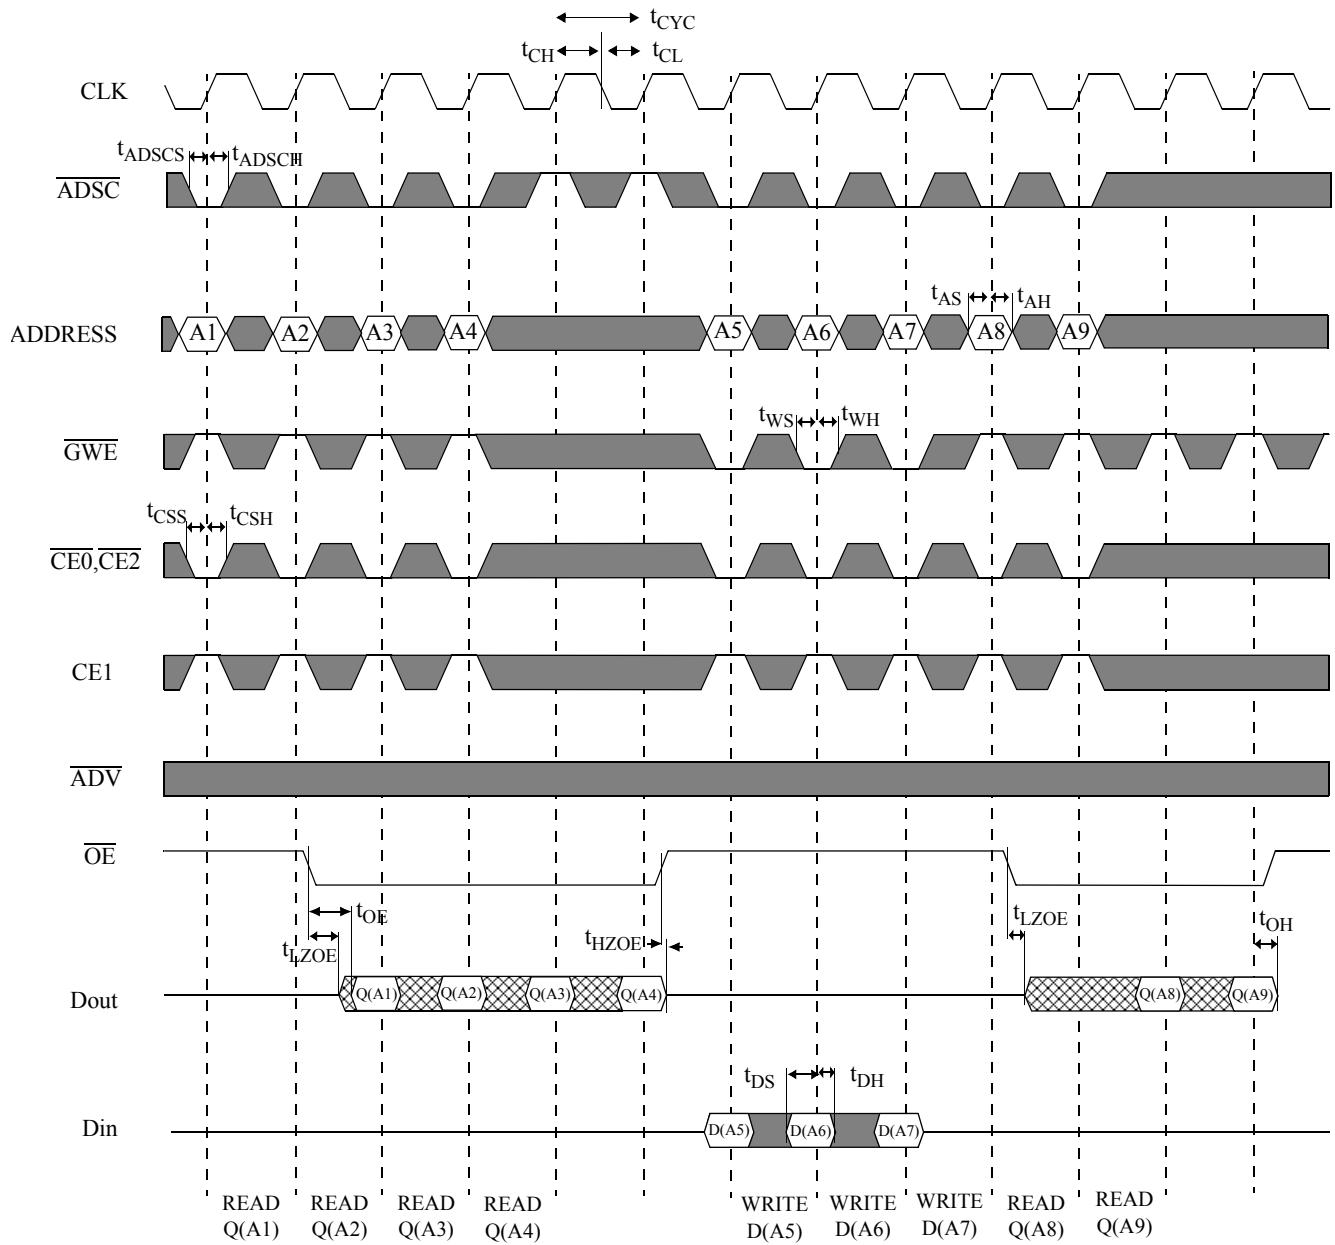 tCYC
tCH tCL
CLK
tADSCS tADSCH
ADSC
tAS tAH
ADDRESS A1 A2 A3 A4 A5 A6 A7 A8 A9
tWS tWH
GWE
tCSS tCSH
CE0,CE2
CE1
ADV
OE
tOE tLZOE tOH
tLZOE tHZOE
Dout Q(A1) Q(A2) Q(A3) Q(A4) Q(A8) Q(A9)
tDS tDH
Din D(A5) D(A6) D(A7)
READ READ READ READ WRITE WRITE WRITE READ READ
Q(A1) Q(A2) Q(A3) Q(A4) D(A5) D(A6) D(A7) Q(A8) Q(A9)